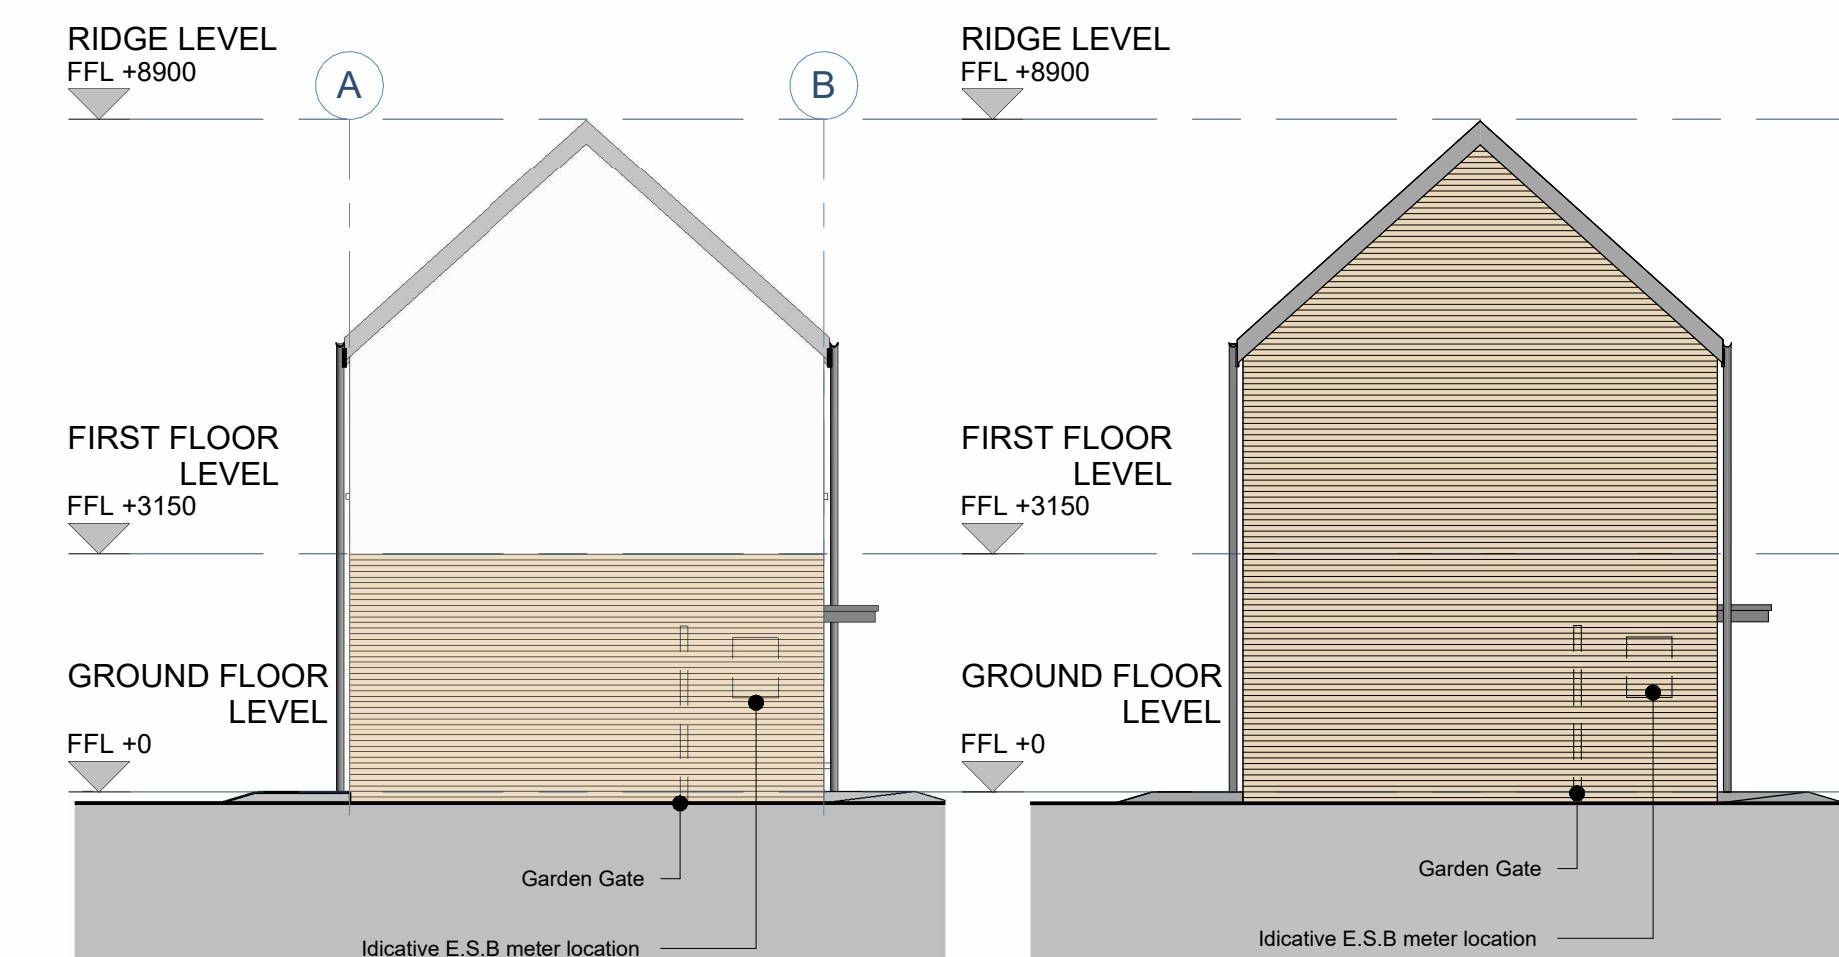 RIDGE LEVEL
FFL +8900
A
B
FIRST FLOOR
LEVEL
FFL +3150
GROUND FLOOR
LEVEL
FFL +0
Garden Gate
Idicative E.S.B meter location
RIDGE LEVEL
FFL +8900
FIRST FLOOR
LEVEL
FFL +3150
GROUND FLOOR
LEVEL
FFL +0
Garden Gate
Idicative E.S.B meter location